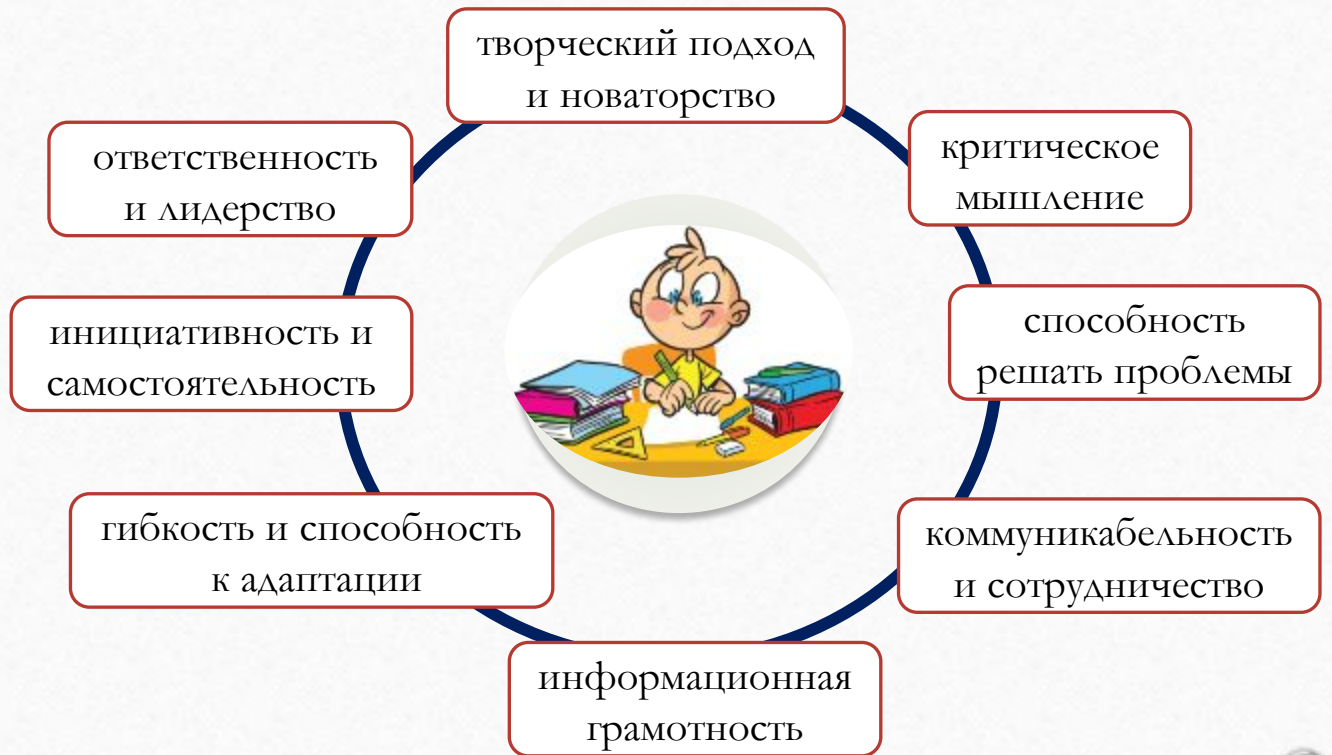 творческий подход
и новаторство
критическое
мышление
способность
решать проблемы
коммуникабельность
и сотрудничество
информационная
грамотность
гибкость и способность
к адаптации
инициативность и
самостоятельность
ответственность
и лидерство